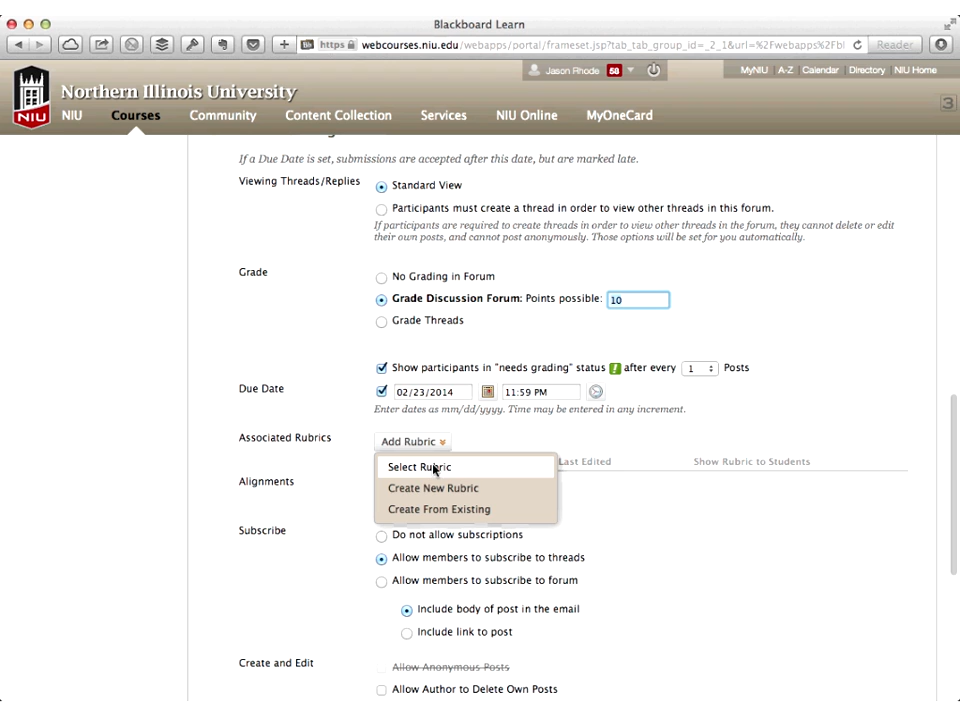 Blackboard Learn
https webcourses.niu.edu/webapps/portal/frameset.jsp?tab_tab_group_id=_2_1&url=%2Fwebapps%2Fbl Reader
Jason Rhode 50
MyNIU | A-Z | Calendar | Directory | NIU Home
Northern Illinois University
NIU
NIU Courses Community Content Collection Services NIU Online MyOneCard
3
If a Due Date is set, submissions are accepted after this date, but are marked late.
Viewing Threads/Replies
Standard View
Participants must create a thread in order to view other threads in this forum.
If participants are required to create threads in order to view other threads in the forum, they cannot delete or edit
their own posts, and cannot post anonymously. Those options will be set for you automatically.
Grade
No Grading in Forum
Grade Discussion Forum: Points possible: 10
Grade Threads
Show participants in "needs grading" status ! after every 1 Posts
Due Date
02/23/2014 11:59 PM
Enter dates as mm/dd/yyyy. Time may be entered in any increment.
Associated Rubrics
Add Rubric
Last Edited Show Rubric to Students
Select Rubric
Create New Rubric
Create From Existing
Alignments
Subscribe
Do not allow subscriptions
Allow members to subscribe to threads
Allow members to subscribe to forum
Include body of post in the email
Include link to post
Create and Edit
Allow Anonymous Posts
Allow Author to Delete Own Posts